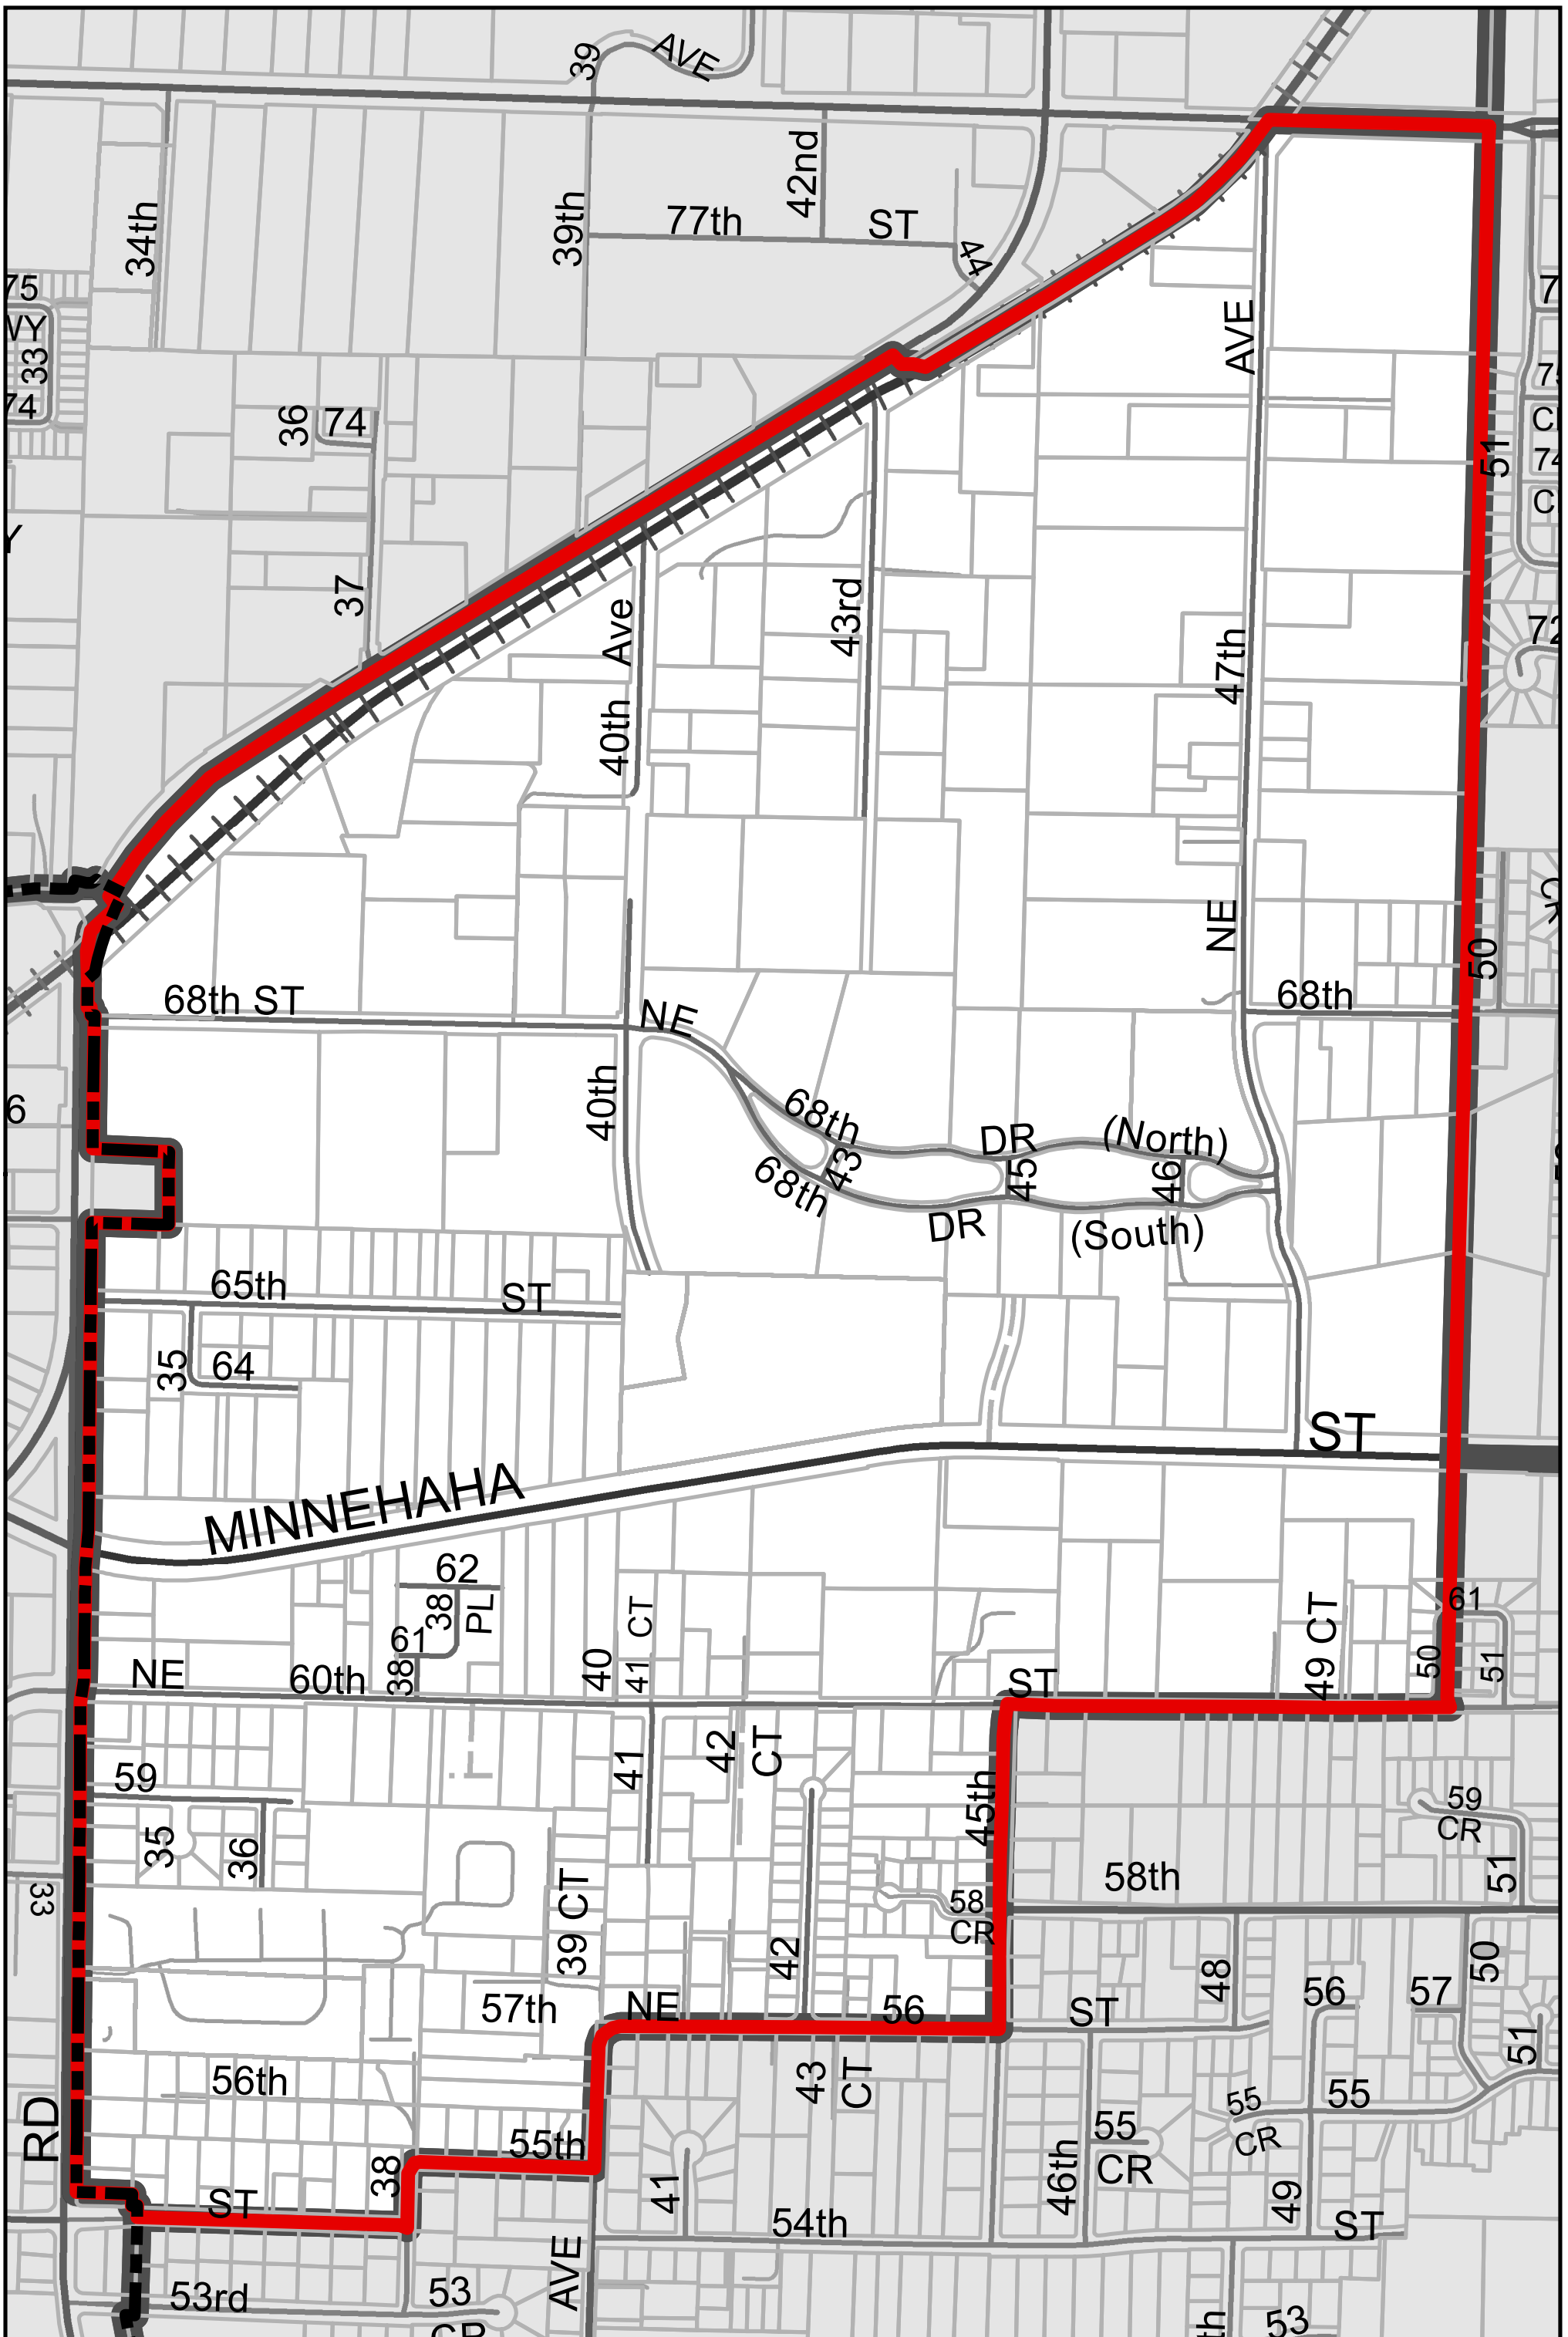 39
AVE
42nd
34th
39th
77th
ST
44
75
33
74
AVE
36
74
51
37
Ave
43rd
72
47th
40th
NE
50
68th ST
NE
68th
40th
68th
DR
(North)
43
45
46
68th
DR
(South)
65th
ST
35
64
ST
MINNEHAHA
62
38
PL
61
38
40
41 CT
49 CT
61
50
51
NE
60th
ST
41
42
CT
59
35
36
45th
59
CR
58th
51
33
39 CT
58
CR
42
48
50
57th
NE
56
ST
56
57
51
56th
43
CT
55
CR
55
RD
55th
55
CR
38
41
46th
49
ST
54th
ST
AVE
53rd
53
CR
53